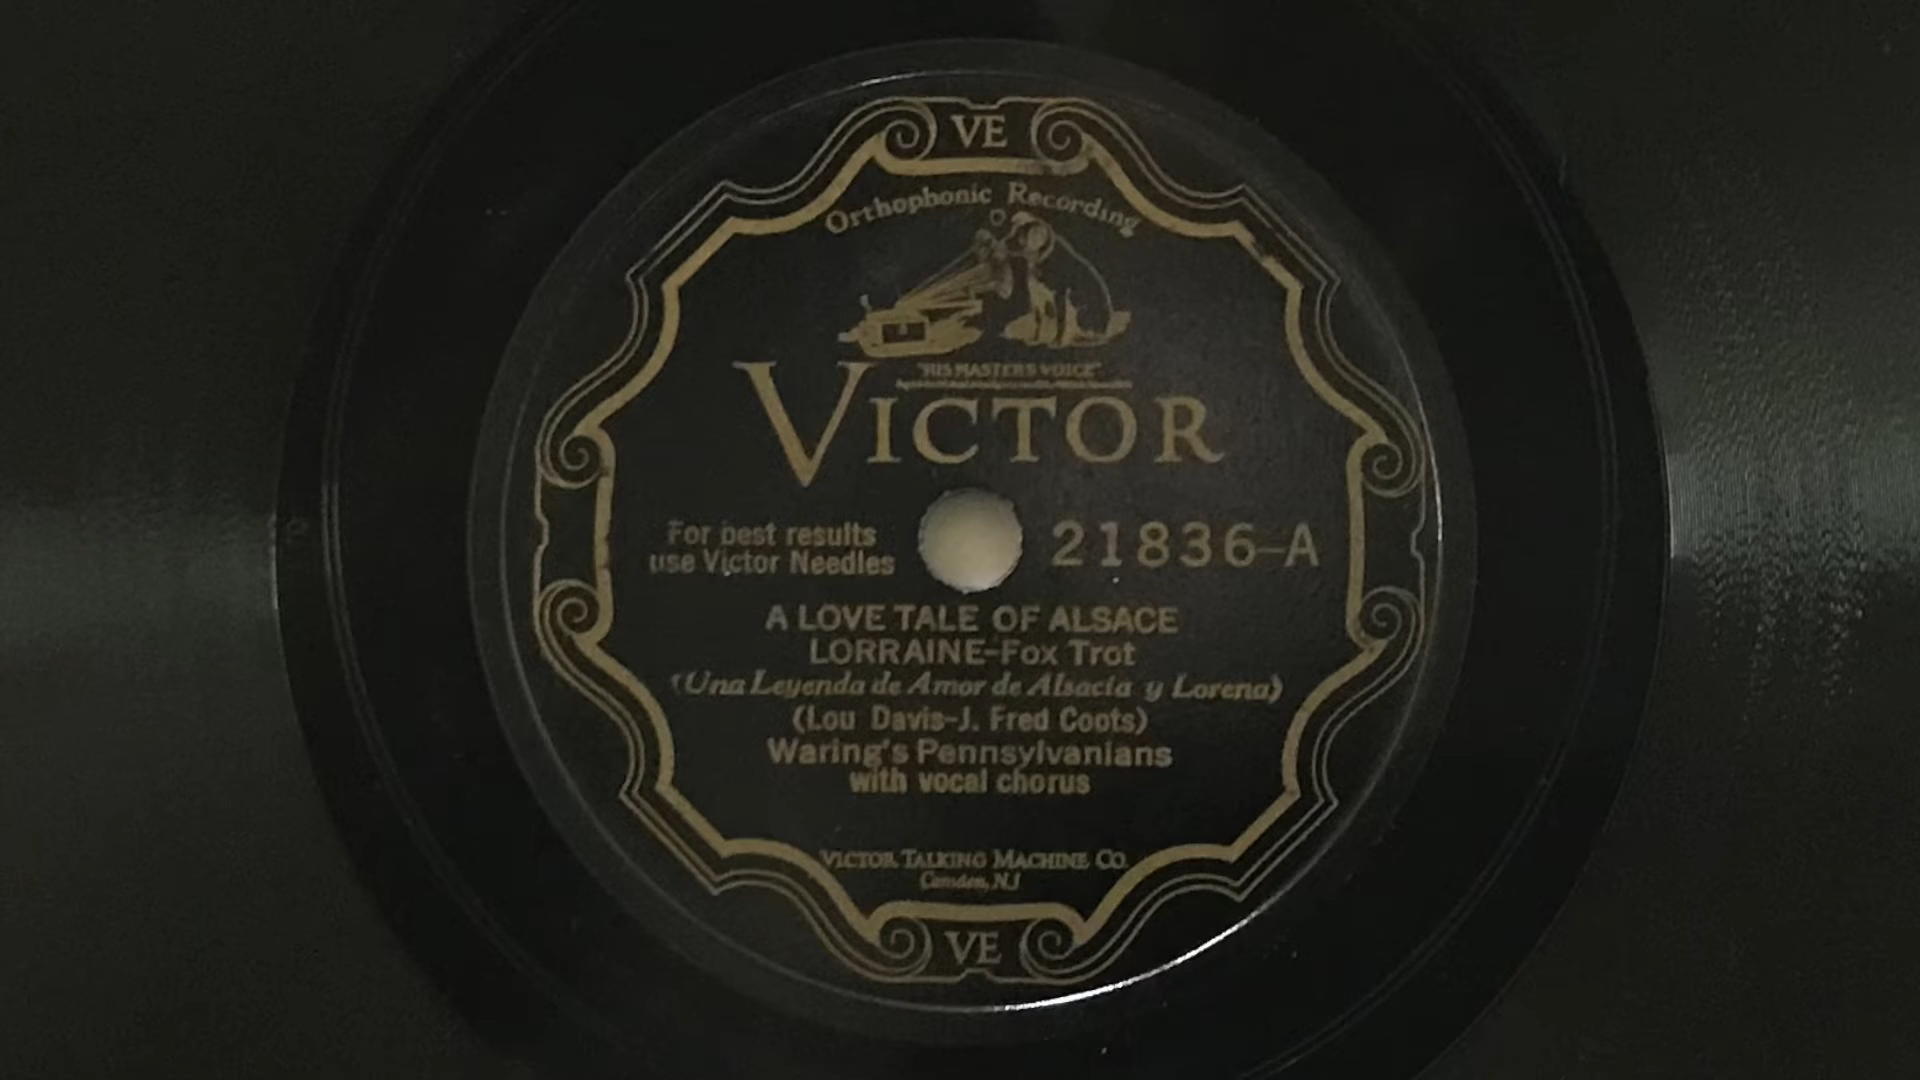 VE
Orthophonic Recording
"HIS MASTERS VOICE"
VICTOR
For best results
use Victor Needles
21836-A
A LOVE TALE OF ALSACE
LORRAINE-Fox Trot
(Una Leyenda de Amor de Alsacia y Lorena)
(Lou Davis-J. Fred Coots)
Waring's Pennsylvanians
with vocal chorus
VICTOR TALKING MACHINE CO.
Camden, N.J
VE